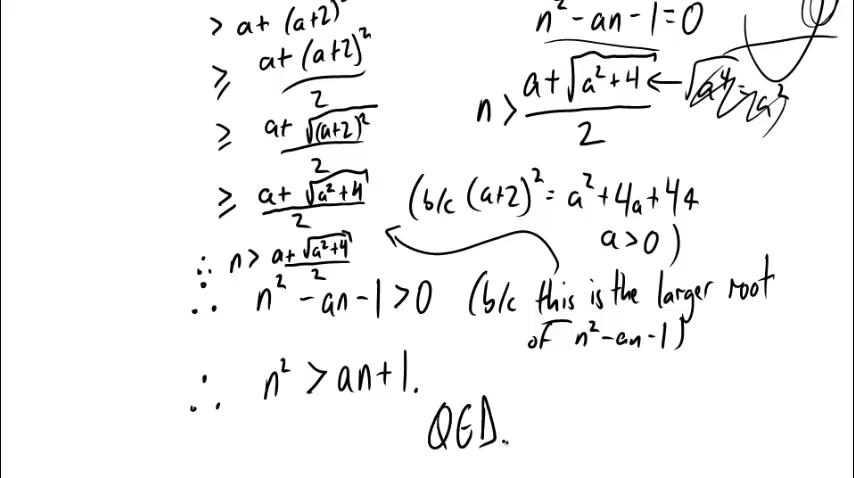 > a + (a+2)²
≥ a + (a+2)² / 2
≥ a + √(a+2)² / 2
≥ a + √a²+4 / 2 (b/c (a+2)² = a² + 4a + 4 &
a > 0)
∴ n > a + √a²+4 / 2
∴ n² - an - 1 > 0 (b/c this is the larger root
of n² - an - 1)
∴ n² > an + 1.
QED.
n² - an - 1 = 0
n > a + √a²+4 / 2 ←